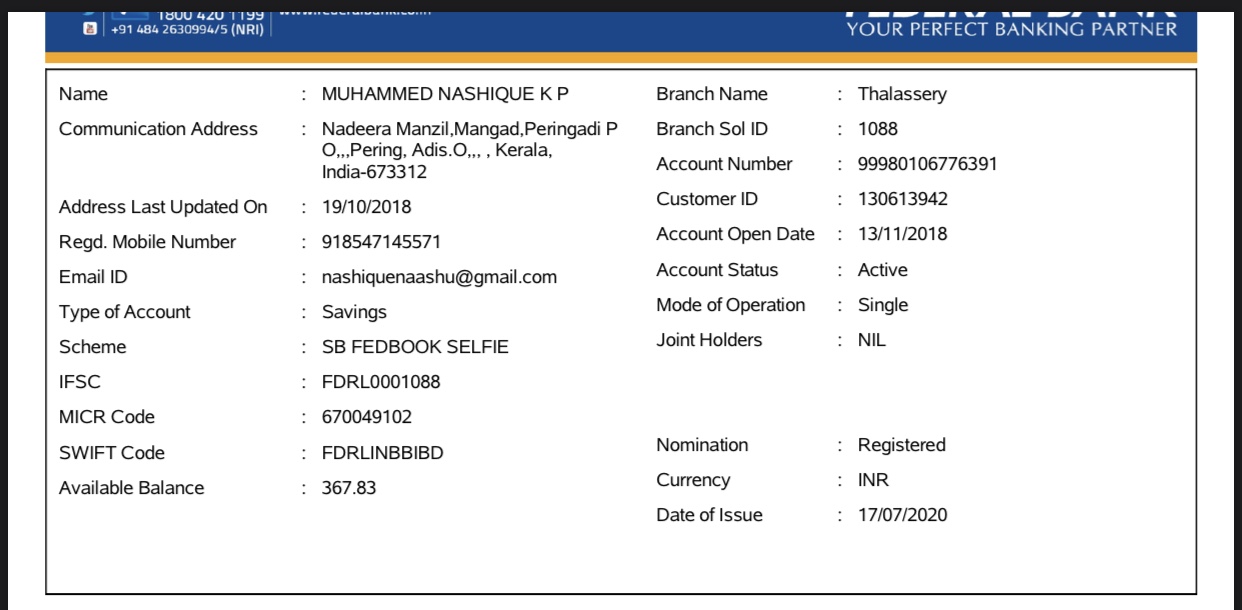 1800 420 1199
www.federalbank.com
+91 484 2630994/5 (NRI)
FEDERAL BANK
YOUR PERFECT BANKING PARTNER
Name : MUHAMMED NASHIQUE K P
Communication Address : Nadeera Manzil,Mangad,Peringadi P
O,,,Pering, Adis.O,,, , Kerala,
India-673312
Address Last Updated On : 19/10/2018
Regd. Mobile Number : 918547145571
Email ID : nashiquenaashu@gmail.com
Type of Account : Savings
Scheme : SB FEDBOOK SELFIE
IFSC : FDRL0001088
MICR Code : 670049102
SWIFT Code : FDRLINBBIBD
Available Balance : 367.83
Branch Name : Thalassery
Branch Sol ID : 1088
Account Number : 99980106776391
Customer ID : 130613942
Account Open Date : 13/11/2018
Account Status : Active
Mode of Operation : Single
Joint Holders : NIL
Nomination : Registered
Currency : INR
Date of Issue : 17/07/2020